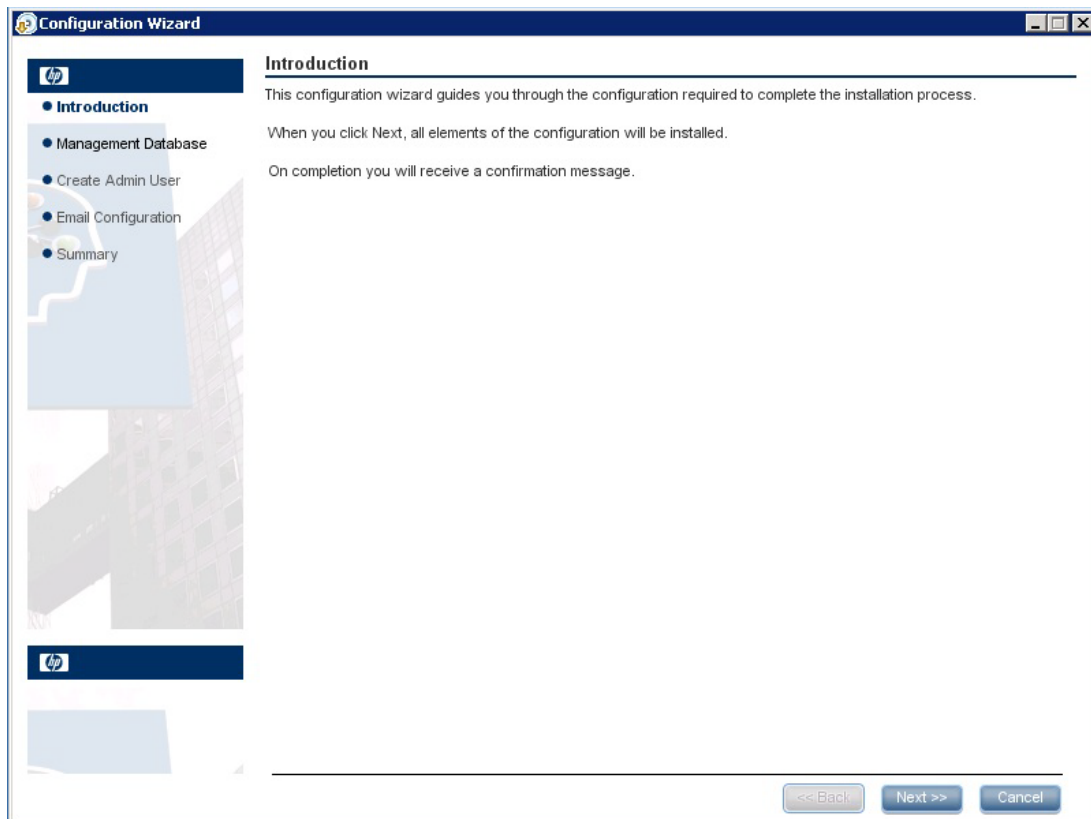 Configuration Wizard
hp
Introduction
Management Database
Create Admin User
Email Configuration
Summary
hp
Introduction
This configuration wizard guides you through the configuration required to complete the installation process.
When you click Next, all elements of the configuration will be installed.
On completion you will receive a confirmation message.
<< Back
Next >>
Cancel